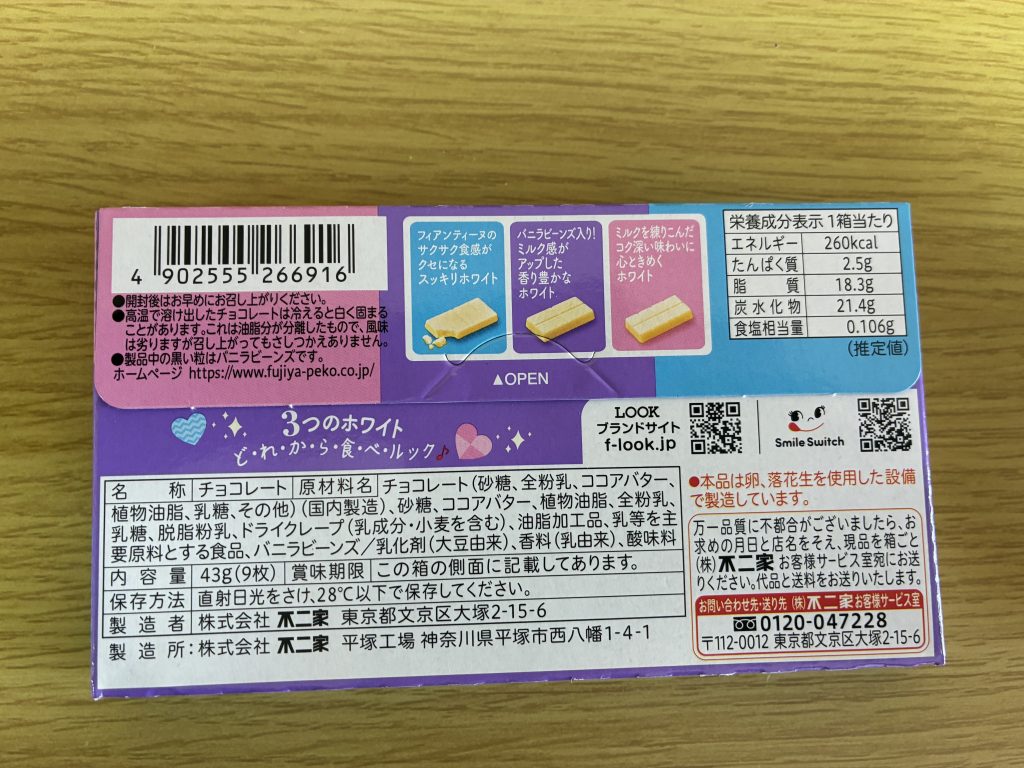 4 902555 266916
●開封後はお早めにお召し上がりください。
●高温で溶け出したチョコレートは冷えると白く固まる
ことがあります。これは油脂分が分離したもので、風味
は劣りますが召し上がってもさしつかえありません。
●製品中の黒い粒はバニラビーンズです。
ホームページ https://www.fujiya-peko.co.jp/
フィアンティーヌの
サクサク食感が
クセになる
スッキリホワイト
バニラビーンズ入り!
ミルク感が
アップした
香り豊かな
ホワイト
ミルクを練りこんだ
コク深い味わいに
心ときめく
ホワイト
▲OPEN
栄養成分表示 1箱当たり
エネルギー 260kcal
たんぱく質 2.5g
脂質 18.3g
炭水化物 21.4g
食塩相当量 0.106g
(推定値)
3つのホワイト
ど・れ・か・ら・食・べ・ルック♪
LOOK
ブランドサイト
f-look.jp
Smile Switch
名称 チョコレート 原材料名 チョコレート(砂糖、全粉乳、ココアバター、
植物油脂、乳糖、その他)(国内製造)、砂糖、ココアバター、植物油脂、全粉乳、
乳糖、脱脂粉乳、ドライクレープ(乳成分・小麦を含む)、油脂加工品、乳等を主
要原料とする食品、バニラビーンズ/乳化剤(大豆由来)、香料(乳由来)、酸味料
内容量 43g(9枚) 賞味期限 この箱の側面に記載してあります。
保存方法 直射日光をさけ、28℃以下で保存してください。
製造者 株式会社 不二家 東京都文京区大塚2-15-6
製造所:株式会社 不二家 平塚工場 神奈川県平塚市西八幡1-4-1
●本品は卵、落花生を使用した設備
で製造しています。
万一品質に不都合がございましたら、お
求めの月日と店名をそえ、現品を箱ごと
(株)不二家 お客様サービス室宛にお送
りください。代品と送料をお送りいたします。
お問い合わせ先・送り先 (株)不二家お客様サービス室
0120-047228
〒112-0012 東京都文京区大塚2-15-6